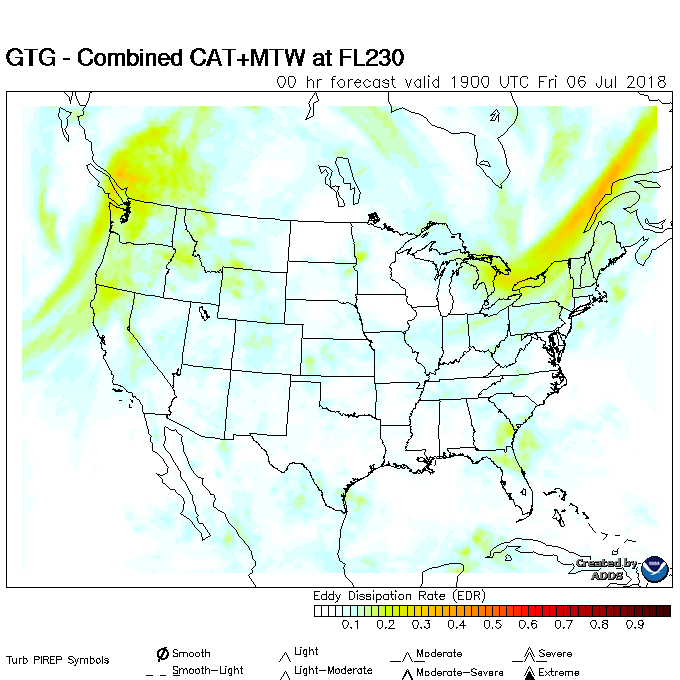 GTG - Combined CAT+MTW at FL230
00 hr forecast valid 1900 UTC Fri 06 Jul 2018
Created by
ADDS
Eddy Dissipation Rate (EDR)
0.1 0.2 0.3 0.4 0.5 0.6 0.7 0.8 0.9
Turb PIREP Symbols
Smooth Light Moderate Severe
Smooth-Light Light-Moderate Moderate-Severe Extreme